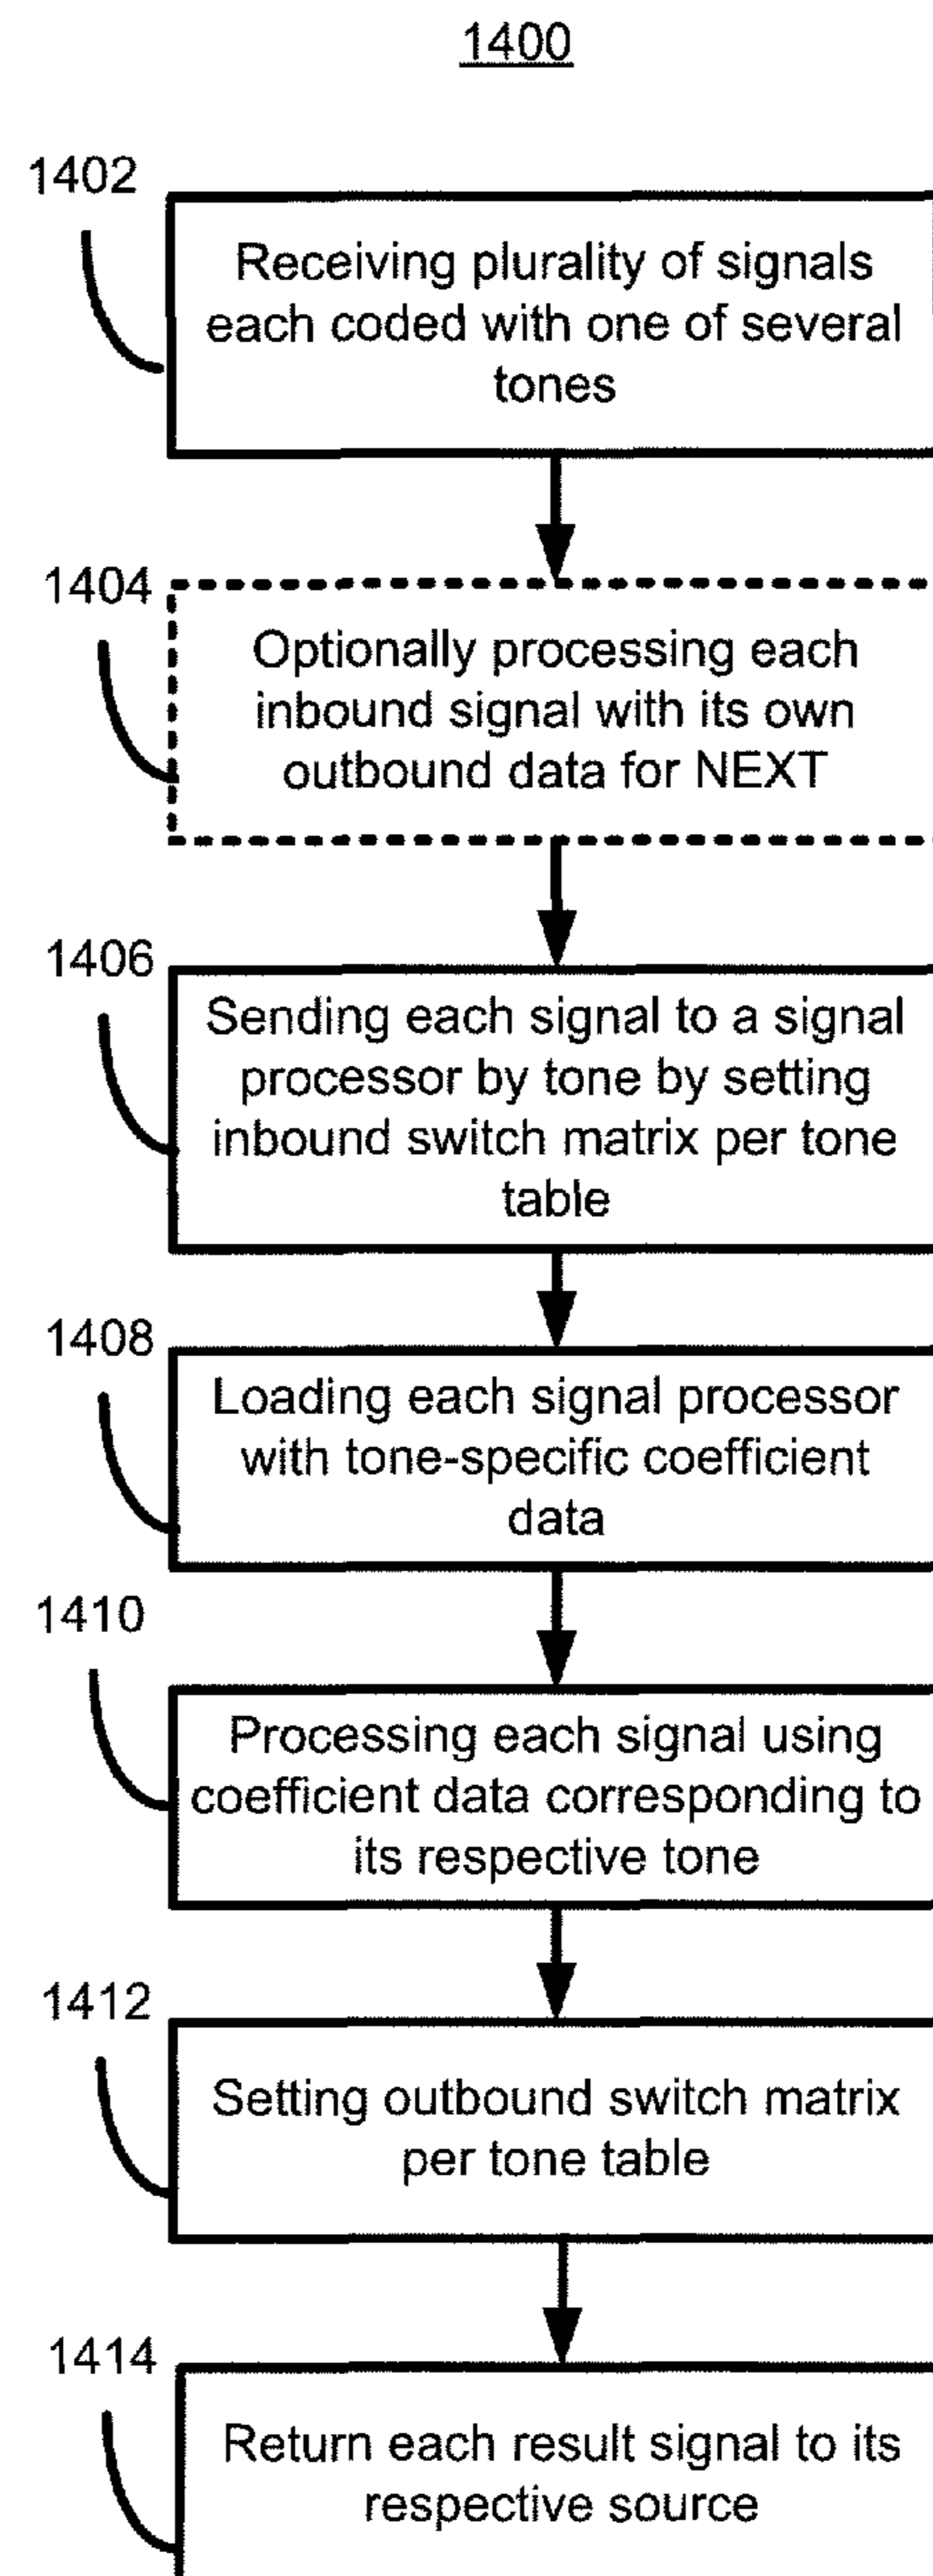 1400
1402
Receiving plurality of signals
each coded with one of several
tones
1404
Optionally processing each
inbound signal with its own
outbound data for NEXT
1406
Sending each signal to a signal
processor by tone by setting
inbound switch matrix per tone
table
1408
Loading each signal processor
with tone-specific coefficient
data
1410
Processing each signal using
coefficient data corresponding to
its respective tone
1412
Setting outbound switch matrix
per tone table
1414
Return each result signal to its
respective source